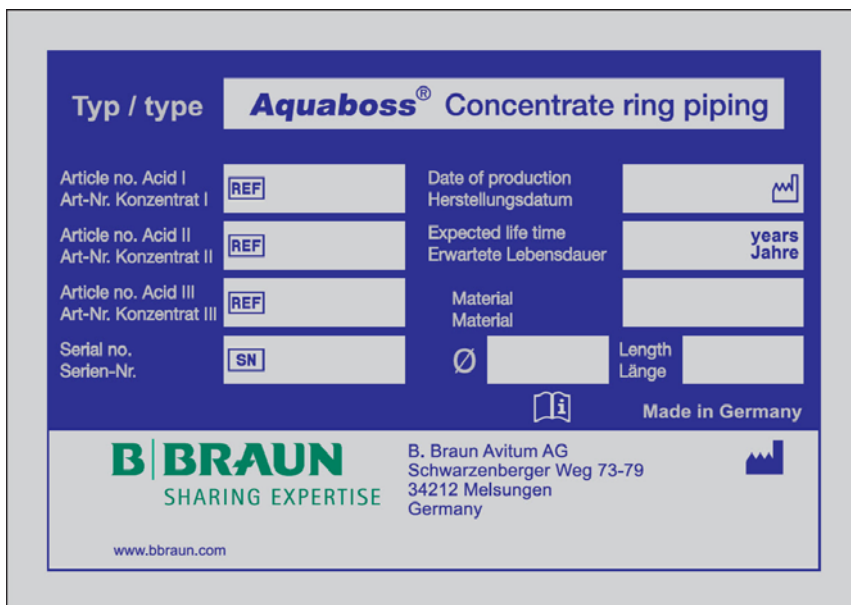 Typ / type Aquaboss® Concentrate ring piping
Article no. Acid I REF
Art-Nr. Konzentrat I
Date of production
Herstellungsdatum
Article no. Acid II REF
Art-Nr. Konzentrat II
Expected life time years
Erwartete Lebensdauer Jahre
Article no. Acid III REF
Art-Nr. Konzentrat III
Material
Material
Serial no. SN
Serien-Nr.
Ø
Length
Länge
i
Made in Germany
B|BRAUN
SHARING EXPERTISE
B. Braun Avitum AG
Schwarzenberger Weg 73-79
34212 Melsungen
Germany
www.bbraun.com